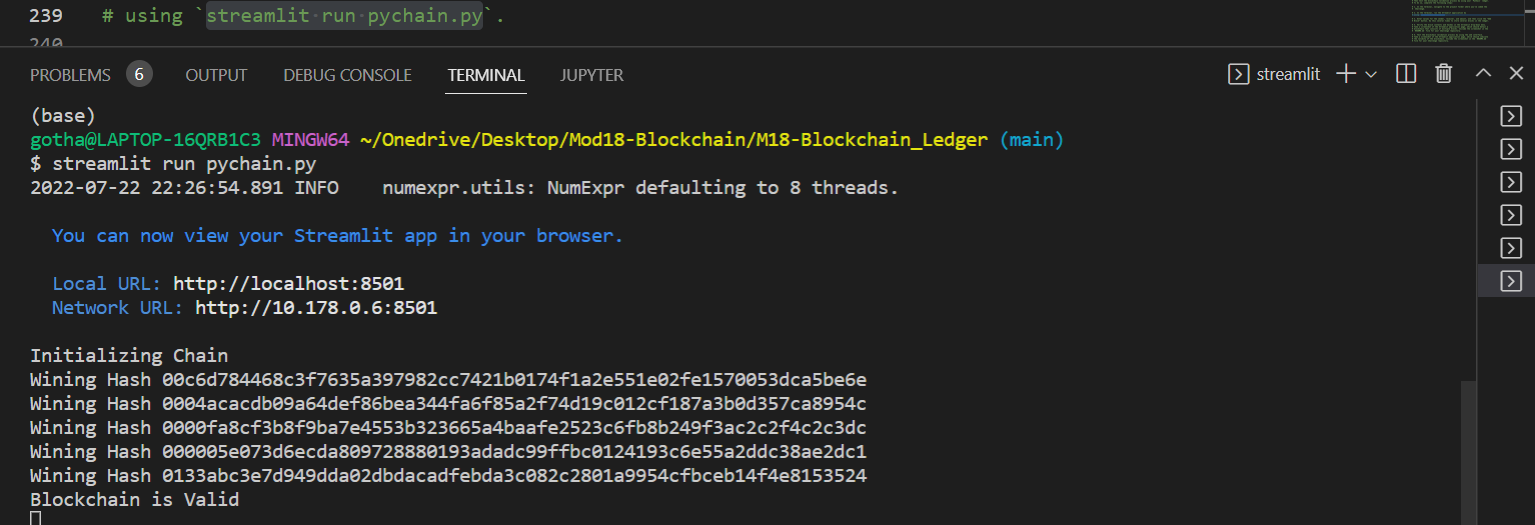 239 # using `streamlit run pychain.py`.
240
PROBLEMS 6 OUTPUT DEBUG CONSOLE TERMINAL JUPYTER streamlit
(base)
gotha@LAPTOP-16QRB1C3 MINGW64 ~/Onedrive/Desktop/Mod18-Blockchain/M18-Blockchain_Ledger (main)
$ streamlit run pychain.py
2022-07-22 22:26:54.891 INFO    numexpr.utils: NumExpr defaulting to 8 threads.
You can now view your Streamlit app in your browser.
Local URL: http://localhost:8501
Network URL: http://10.178.0.6:8501
Initializing Chain
Wining Hash 00c6d784468c3f7635a397982cc7421b0174f1a2e551e02fe1570053dca5be6e
Wining Hash 0004acacdb09a64def86bea344fa6f85a2f74d19c012cf187a3b0d357ca8954c
Wining Hash 0000fa8cf3b8f9ba7e4553b323665a4baafe2523c6fb8b249f3ac2c2f4c2c3dc
Wining Hash 000005e073d6ecda809728880193adadc99ffbc0124193c6e55a2ddc38ae2dc1
Wining Hash 0133abc3e7d949dda02dbdacadfebda3c082c2801a9954cfbceb14f4e8153524
Blockchain is Valid